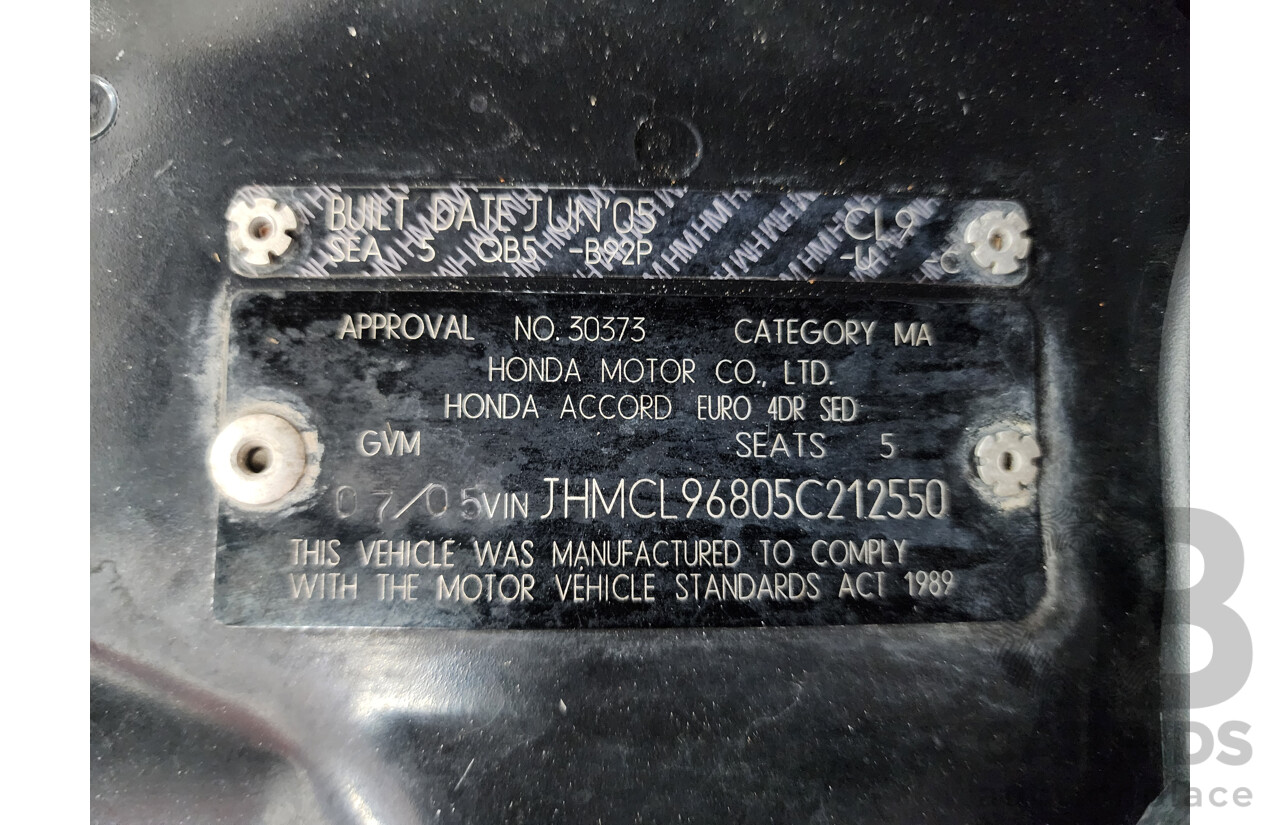 BUILT DATE JUN'05 CL9
SEA 5 QB5 -B92P -U -C
APPROVAL NO. 30373 CATEGORY MA
HONDA MOTOR CO., LTD.
HONDA ACCORD EURO 4DR SED
GVM SEATS 5
07/05 VIN JHMCL96805C212550
THIS VEHICLE WAS MANUFACTURED TO COMPLY
WITH THE MOTOR VEHICLE STANDARDS ACT 1989